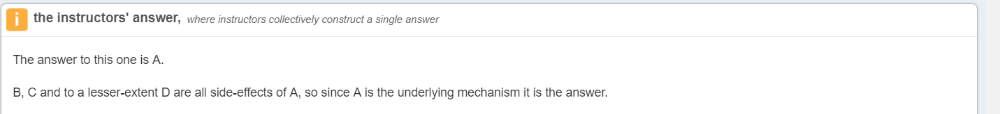 i the instructors' answer, where instructors collectively construct a single answer
The answer to this one is A.
B, C and to a lesser-extent D are all side-effects of A, so since A is the underlying mechanism it is the answer.